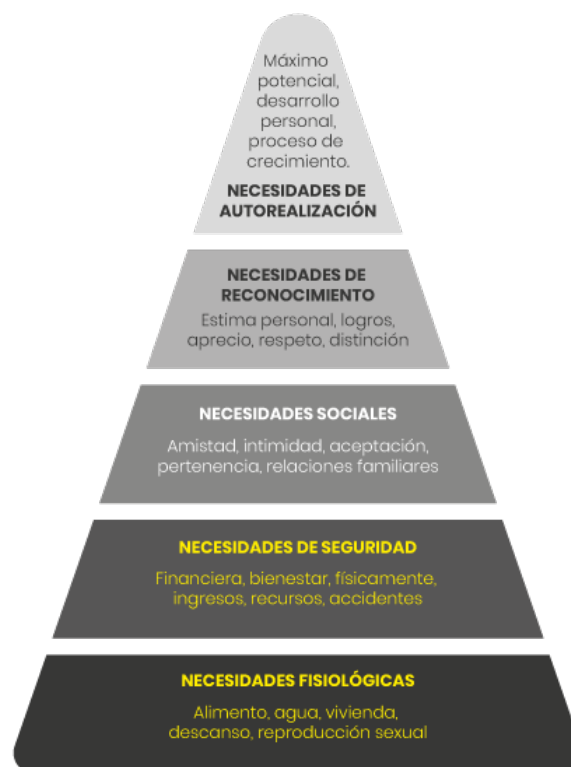 Máximo
potencial,
desarrollo
personal,
proceso de
crecimiento.
NECESIDADES DE
AUTOREALIZACIÓN
NECESIDADES DE
RECONOCIMIENTO
Estima personal, logros,
aprecio, respeto, distinción
NECESIDADES SOCIALES
Amistad, intimidad, aceptación,
pertenencia, relaciones familiares
NECESIDADES DE SEGURIDAD
Financiera, bienestar, físicamente,
ingresos, recursos, accidentes
NECESIDADES FISIOLÓGICAS
Alimento, agua, vivienda,
descanso, reproducción sexual